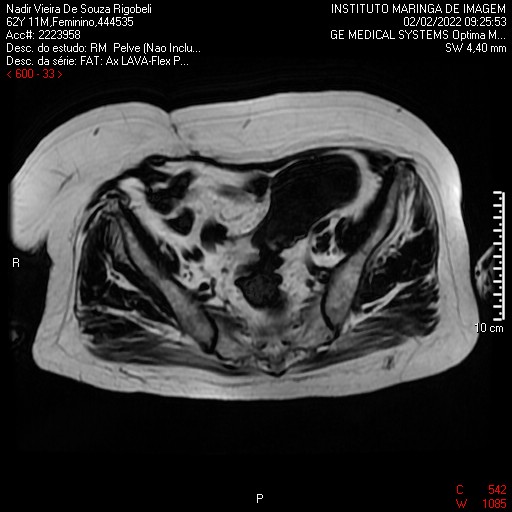 Nadir Vieira De Souza Rigobeli
62Y 11M,Feminino,444535
Acc#: 2223958
Desc. do estudo: RM  Pelve (Nao Inclu...
Desc. da série: FAT: Ax LAVA-Flex P...
< 600 - 33 >
INSTITUTO MARINGA DE IMAGEM
02/02/2022 09:25:53
GE MEDICAL SYSTEMS Optima M...
SW 4,40 mm
R
10 cm
P
C 542
W 1085